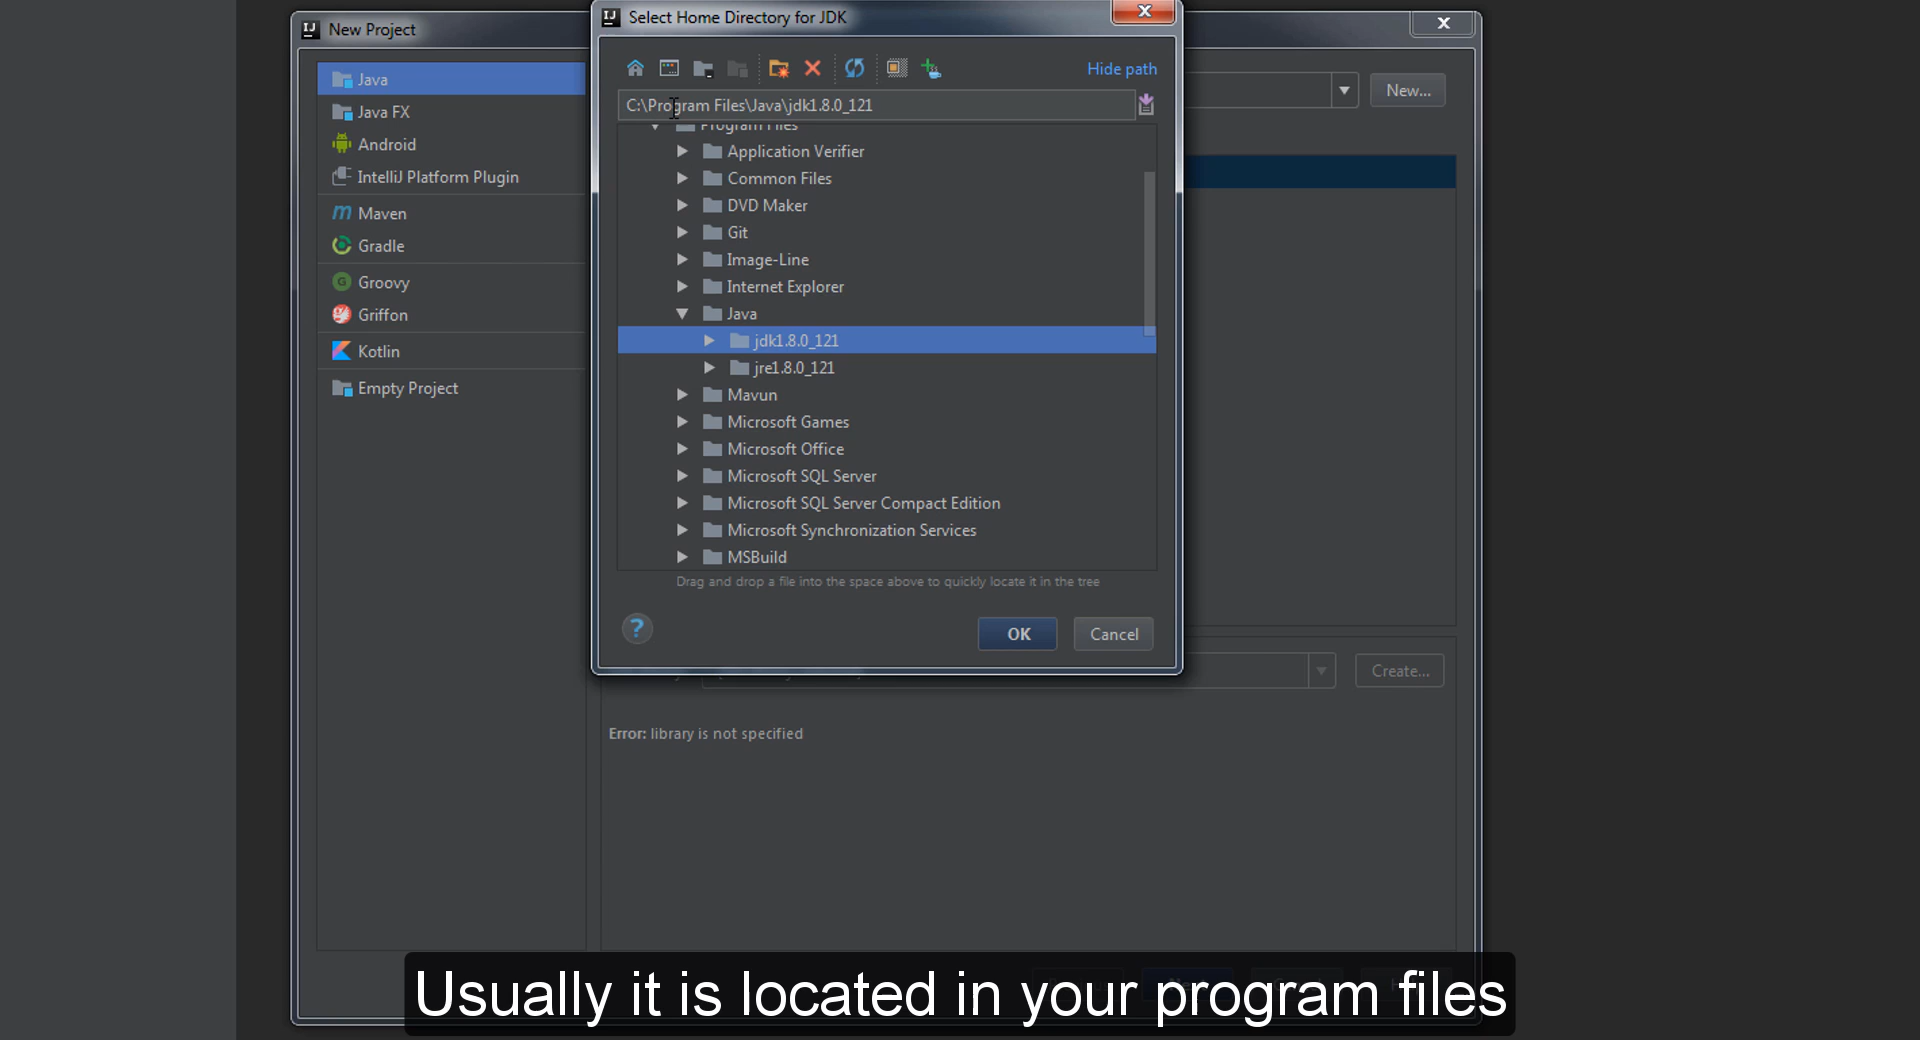 New Project
Select Home Directory for JDK
Java
Java FX
Android
IntelliJ Platform Plugin
Maven
Gradle
Groovy
Griffon
Kotlin
Empty Project
Hide path
New...
C:\Program Files\Java\jdk1.8.0_121
Program Files
Application Verifier
Common Files
DVD Maker
Git
Image-Line
Internet Explorer
Java
jdk1.8.0_121
jre1.8.0_121
Mavun
Microsoft Games
Microsoft Office
Microsoft SQL Server
Microsoft SQL Server Compact Edition
Microsoft Synchronization Services
MSBuild
Drag and drop a file into the space above to quickly locate it in the tree
?
OK
Cancel
Create...
Error: library is not specified
Usually it is located in your program files